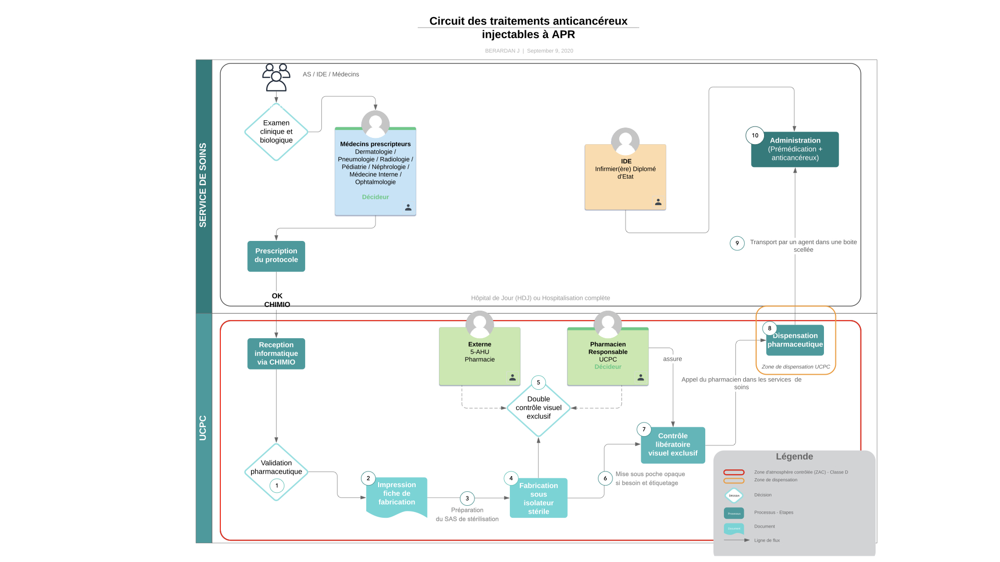 Circuit des traitements anticancéreux
injectables à APR
BERARDAN J | September 9, 2020
SERVICE DE SOINS
AS / IDE / Médecins
Examen
clinique et
biologique
Médecins prescripteurs
Dermatologie /
Pneumologie / Radiologie /
Pédiatrie / Néphrologie /
Médecine Interne /
Ophtalmologie
Décideur
IDE
Infirmier(ère) Diplomé
d'Etat
10
Administration
(Prémédication +
anticancéreux)
9
Transport par un agent dans une boite
scellée
Prescription
du protocole
OK
CHIMIO
Hôpital de Jour (HDJ) ou Hospitalisation complète
UCPC
Reception
informatique
via CHIMIO
Externe
5-AHU
Pharmacie
Pharmacien
Responsable
UCPC
Décideur
assure
8
Dispensation
pharmaceutique
Zone de dispensation UCPC
Appel du pharmacien dans les services de
soins
5
Double
contrôle visuel
exclusif
7
Contrôle
libératoire
visuel exclusif
Validation
pharmaceutique
1
2
Impression
fiche de
fabrication
3
Préparation
du SAS de stérilisation
4
Fabrication
sous
isolateur
stérile
6
Mise sous poche opaque
si besoin et étiquetage
Légende
Zone d'atmosphère contrôlée (ZAC) - Classe D
Zone de dispensation
Décision
Décision
Processus
Processus - Etapes
Document
Document
Ligne de flux